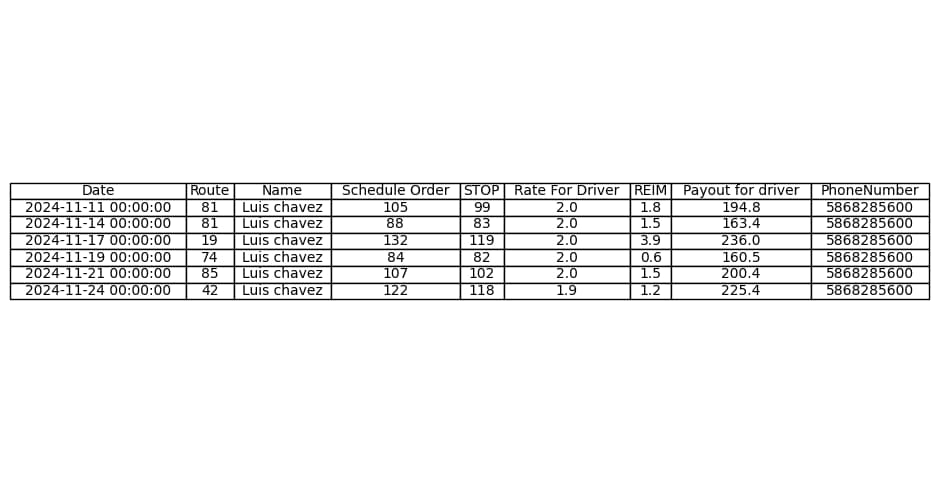 Date Route Name Schedule Order STOP Rate For Driver REIM Payout for driver PhoneNumber
2024-11-11 00:00:00 81 Luis chavez 105 99 2.0 1.8 194.8 5868285600
2024-11-14 00:00:00 81 Luis chavez 88 83 2.0 1.5 163.4 5868285600
2024-11-17 00:00:00 19 Luis chavez 132 119 2.0 3.9 236.0 5868285600
2024-11-19 00:00:00 74 Luis chavez 84 82 2.0 0.6 160.5 5868285600
2024-11-21 00:00:00 85 Luis chavez 107 102 2.0 1.5 200.4 5868285600
2024-11-24 00:00:00 42 Luis chavez 122 118 1.9 1.2 225.4 5868285600